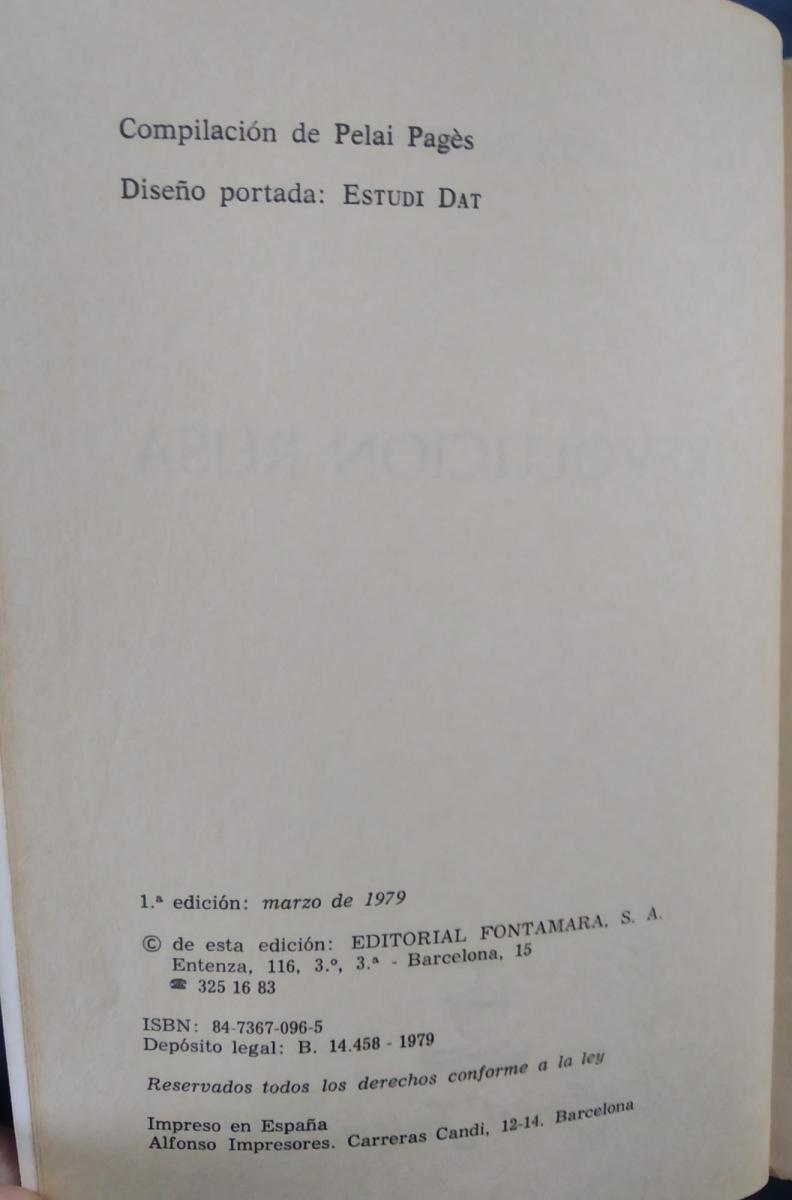 Compilación de Pelai Pagès
Diseño portada: ESTUDI DAT
1.ª edición: marzo de 1979
© de esta edición: EDITORIAL FONTAMARA, S. A.
Entenza, 116, 3.º, 3.ª - Barcelona, 15
☎ 325 16 83
ISBN: 84-7367-096-5
Depósito legal: B. 14.458 - 1979
Reservados todos los derechos conforme a la ley
Impreso en España
Alfonso Impresores. Carreras Candi, 12-14. Barcelona